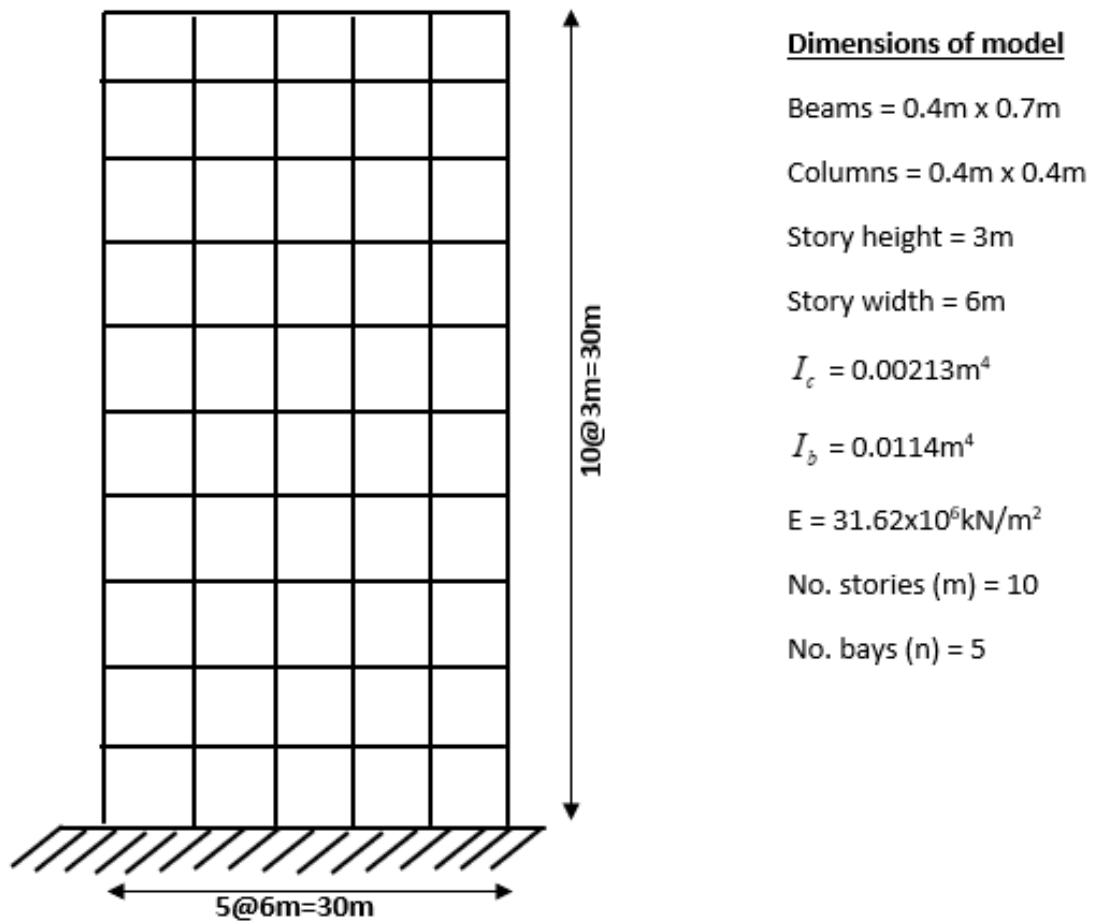 Dimensions of model
Beams = 0.4m x 0.7m
Columns = 0.4m x 0.4m
Story height = 3m
Story width = 6m
I_c = 0.00213m⁴
I_b = 0.0114m⁴
E = 31.62x10⁶kN/m²
No. stories (m) = 10
No. bays (n) = 5
10@3m=30m
5@6m=30m